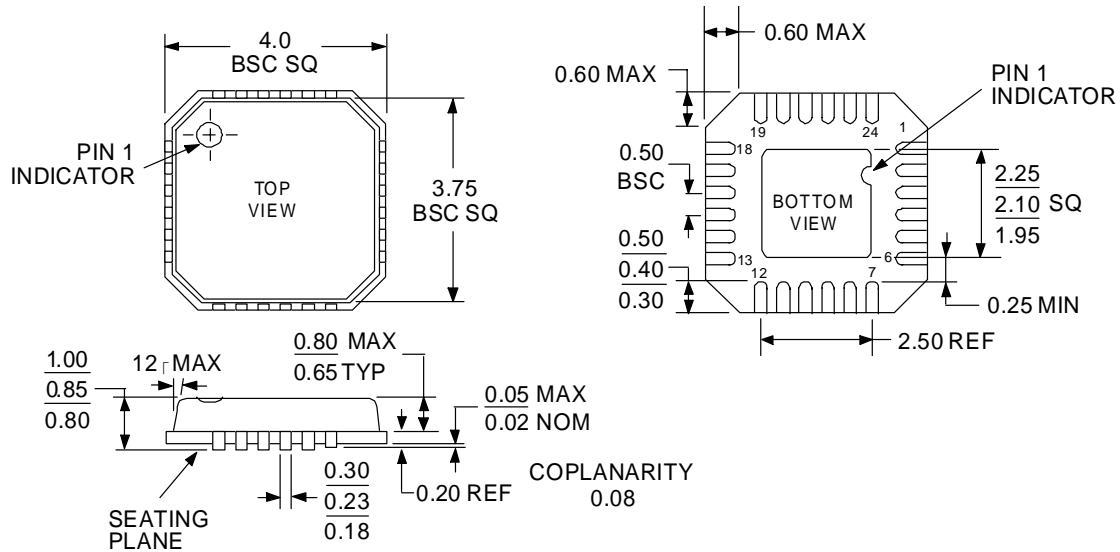 4.0
BSC SQ
PIN 1
INDICATOR
TOP
VIEW
3.75
BSC SQ
0.60 MAX
0.60 MAX
PIN 1
INDICATOR
19
24
1
18
0.50
BSC
BOTTOM
VIEW
2.25
2.10 SQ
1.95
0.50
0.40
0.30
13
12
7
6
0.25 MIN
2.50 REF
1.00
0.85
0.80
12┌ MAX
0.80 MAX
0.65 TYP
0.05 MAX
0.02 NOM
SEATING
PLANE
0.30
0.23
0.18
0.20 REF
COPLANARITY
0.08